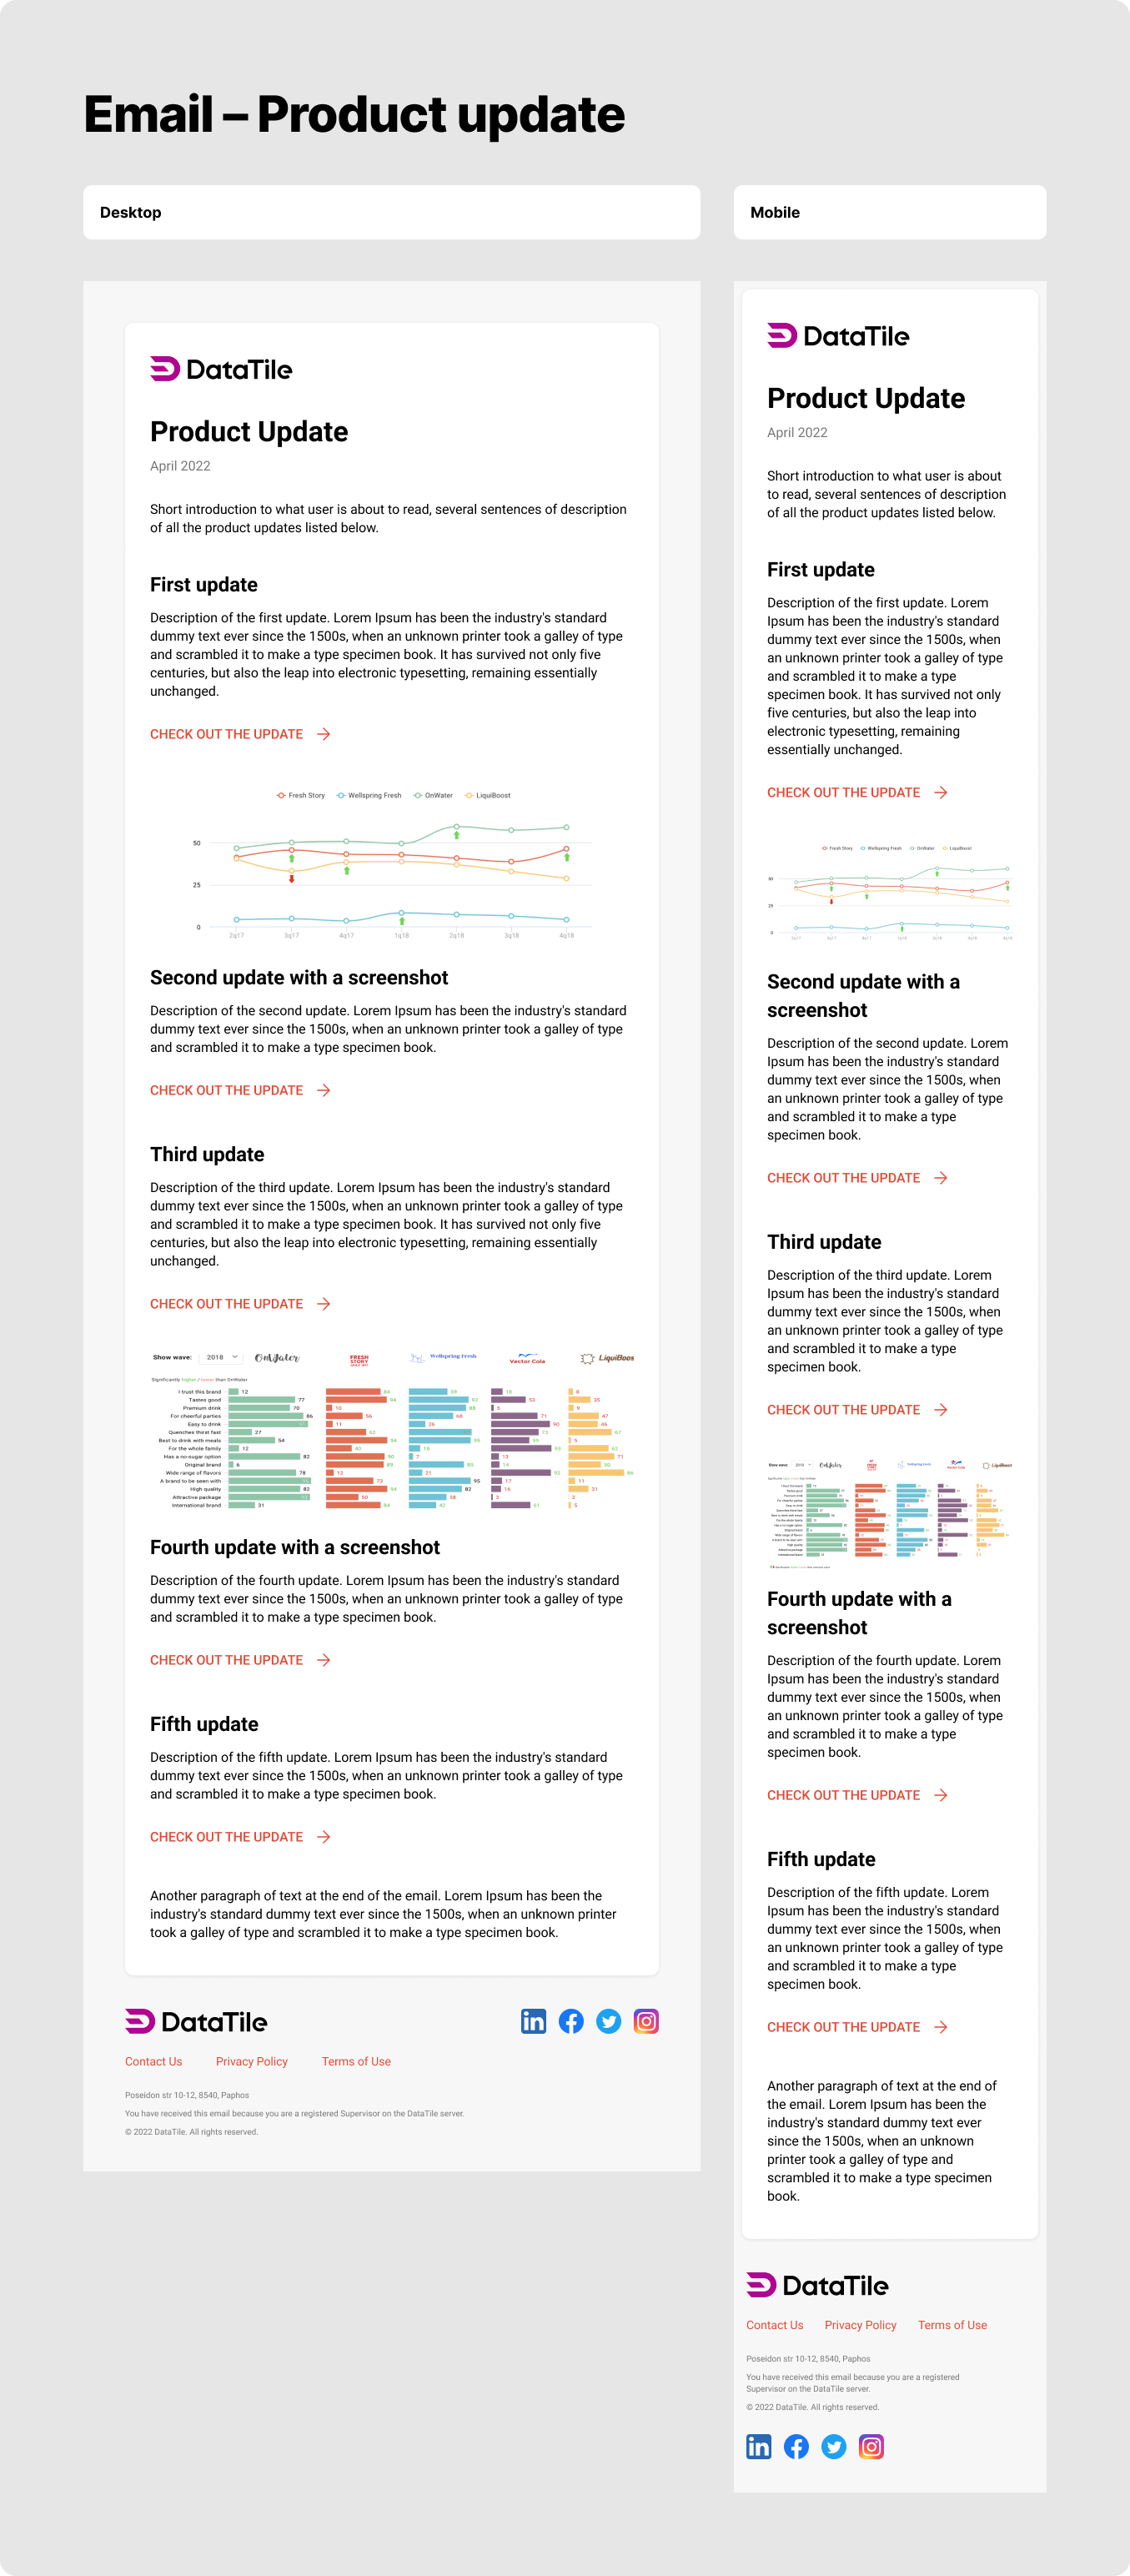 Email – Product update
Desktop
DataTile
Product Update
April 2022
Short introduction to what user is about to read, several sentences of description
of all the product updates listed below.
First update
Description of the first update. Lorem Ipsum has been the industry's standard
dummy text ever since the 1500s, when an unknown printer took a galley of type
and scrambled it to make a type specimen book. It has survived not only five
centuries, but also the leap into electronic typesetting, remaining essentially
unchanged.
CHECK OUT THE UPDATE
Fresh Story Wellspring Fresh OnWater LiquiBoost
50
25
0
2q17 3q17 4q17 1q18 2q18 3q18 4q18
Second update with a screenshot
Description of the second update. Lorem Ipsum has been the industry's standard
dummy text ever since the 1500s, when an unknown printer took a galley of type
and scrambled it to make a type specimen book.
CHECK OUT THE UPDATE
Third update
Description of the third update. Lorem Ipsum has been the industry's standard
dummy text ever since the 1500s, when an unknown printer took a galley of type
and scrambled it to make a type specimen book. It has survived not only five
centuries, but also the leap into electronic typesetting, remaining essentially
unchanged.
CHECK OUT THE UPDATE
Show wave: 2018 OnWater FRESH STORY Wellspring Fresh Vector Cola LiquiBoos
Significantly higher / lower than OnWater
I trust this brand 12
Tastes good 77
Premium drink 70
For cheerful parties 86
Easy to drink
Quenches thirst fast 27
Best to drink with meals 54
For the whole family 12
Has a no-sugar option 82
Original brand 6
Wide range of flavors 78
A brand to be seen with
High quality 82
Attractive package
International brand 31
Fourth update with a screenshot
Description of the fourth update. Lorem Ipsum has been the industry's standard
dummy text ever since the 1500s, when an unknown printer took a galley of type
and scrambled it to make a type specimen book.
CHECK OUT THE UPDATE
Fifth update
Description of the fifth update. Lorem Ipsum has been the industry's standard
dummy text ever since the 1500s, when an unknown printer took a galley of type
and scrambled it to make a type specimen book.
CHECK OUT THE UPDATE
Another paragraph of text at the end of the email. Lorem Ipsum has been the
industry's standard dummy text ever since the 1500s, when an unknown printer
took a galley of type and scrambled it to make a type specimen book.
DataTile
Contact Us Privacy Policy Terms of Use
Poseidon str 10-12, 8540, Paphos
You have received this email because you are a registered Supervisor on the DataTile server.
© 2022 DataTile. All rights reserved.
Mobile
DataTile
Product Update
April 2022
Short introduction to what user is about
to read, several sentences of description
of all the product updates listed below.
First update
Description of the first update. Lorem
Ipsum has been the industry's standard
dummy text ever since the 1500s, when
an unknown printer took a galley of type
and scrambled it to make a type
specimen book. It has survived not only
five centuries, but also the leap into
electronic typesetting, remaining
essentially unchanged.
CHECK OUT THE UPDATE
Fresh Story Wellspring Fresh OnWater LiquiBoost
50
25
0
Second update with a
screenshot
Description of the second update. Lorem
Ipsum has been the industry's standard
dummy text ever since the 1500s, when
an unknown printer took a galley of type
and scrambled it to make a type
specimen book.
CHECK OUT THE UPDATE
Third update
Description of the third update. Lorem
Ipsum has been the industry's standard
dummy text ever since the 1500s, when
an unknown printer took a galley of type
and scrambled it to make a type
specimen book.
CHECK OUT THE UPDATE
Fourth update with a
screenshot
Description of the fourth update. Lorem
Ipsum has been the industry's standard
dummy text ever since the 1500s, when
an unknown printer took a galley of type
and scrambled it to make a type
specimen book.
CHECK OUT THE UPDATE
Fifth update
Description of the fifth update. Lorem
Ipsum has been the industry's standard
dummy text ever since the 1500s, when
an unknown printer took a galley of type
and scrambled it to make a type
specimen book.
CHECK OUT THE UPDATE
Another paragraph of text at the end of
the email. Lorem Ipsum has been the
industry's standard dummy text ever
since the 1500s, when an unknown
printer took a galley of type and
scrambled it to make a type specimen
book.
DataTile
Contact Us Privacy Policy Terms of Use
Poseidon str 10-12, 8540, Paphos
You have received this email because you are a registered
Supervisor on the DataTile server.
© 2022 DataTile. All rights reserved.